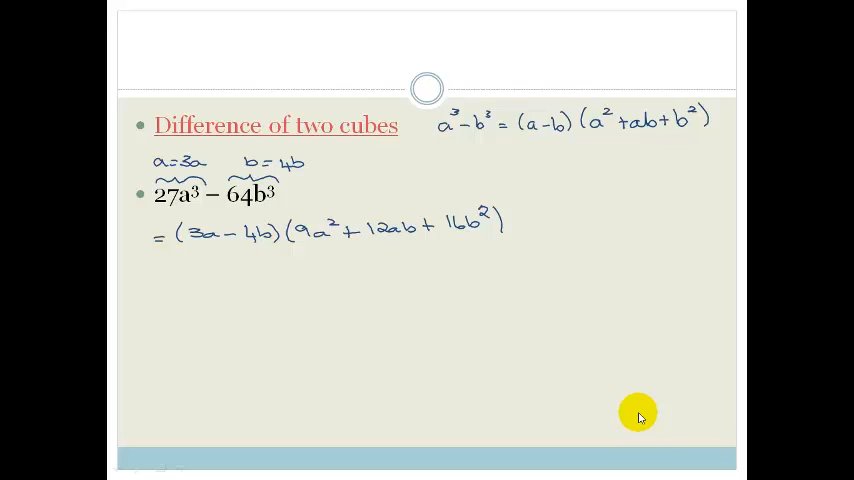 Difference of two cubes a³ - b³ = (a - b) (a² + ab + b²)
a = 3a b = 4b
27a³ – 64b³
= (3a - 4b) (9a² + 12ab + 16b²)